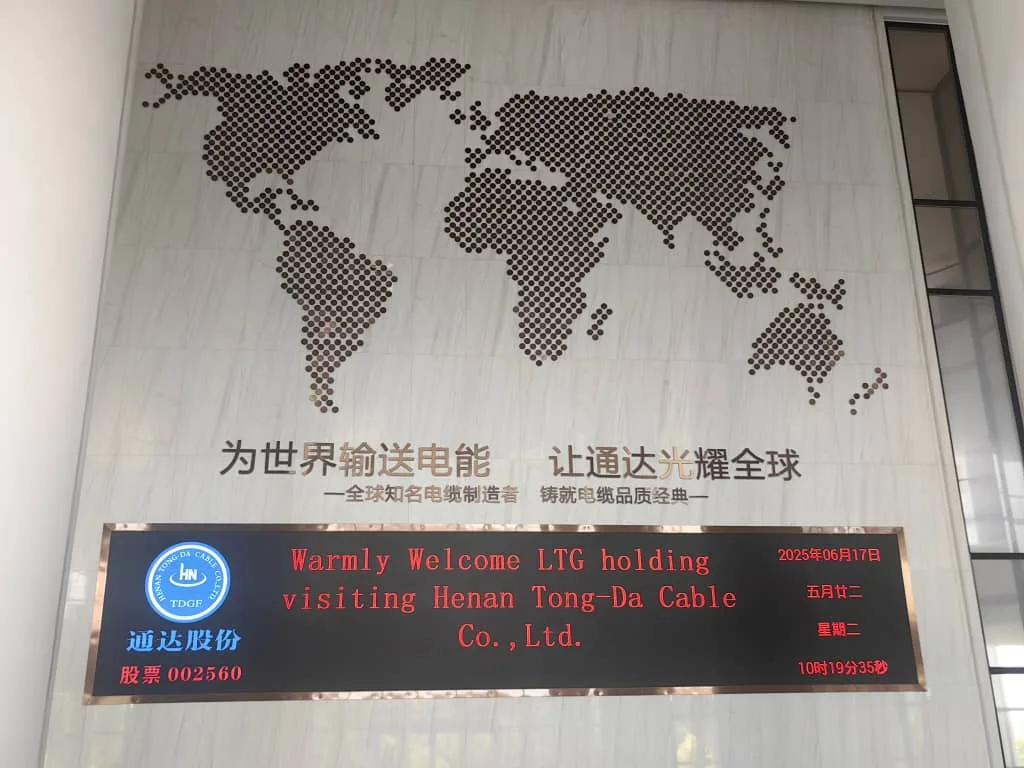 为世界输送电能 让通达光耀全球
—全球知名电缆制造者 铸就电缆品质经典—
HENAN TONG-DA CABLE CO.,LTD
HN
TDGF
通达股份
股票 002560
Warmly Welcome LTG holding
visiting Henan Tong-Da Cable
Co.,Ltd.
2025年06月17日
五月廿二
星期二
10时19分35秒